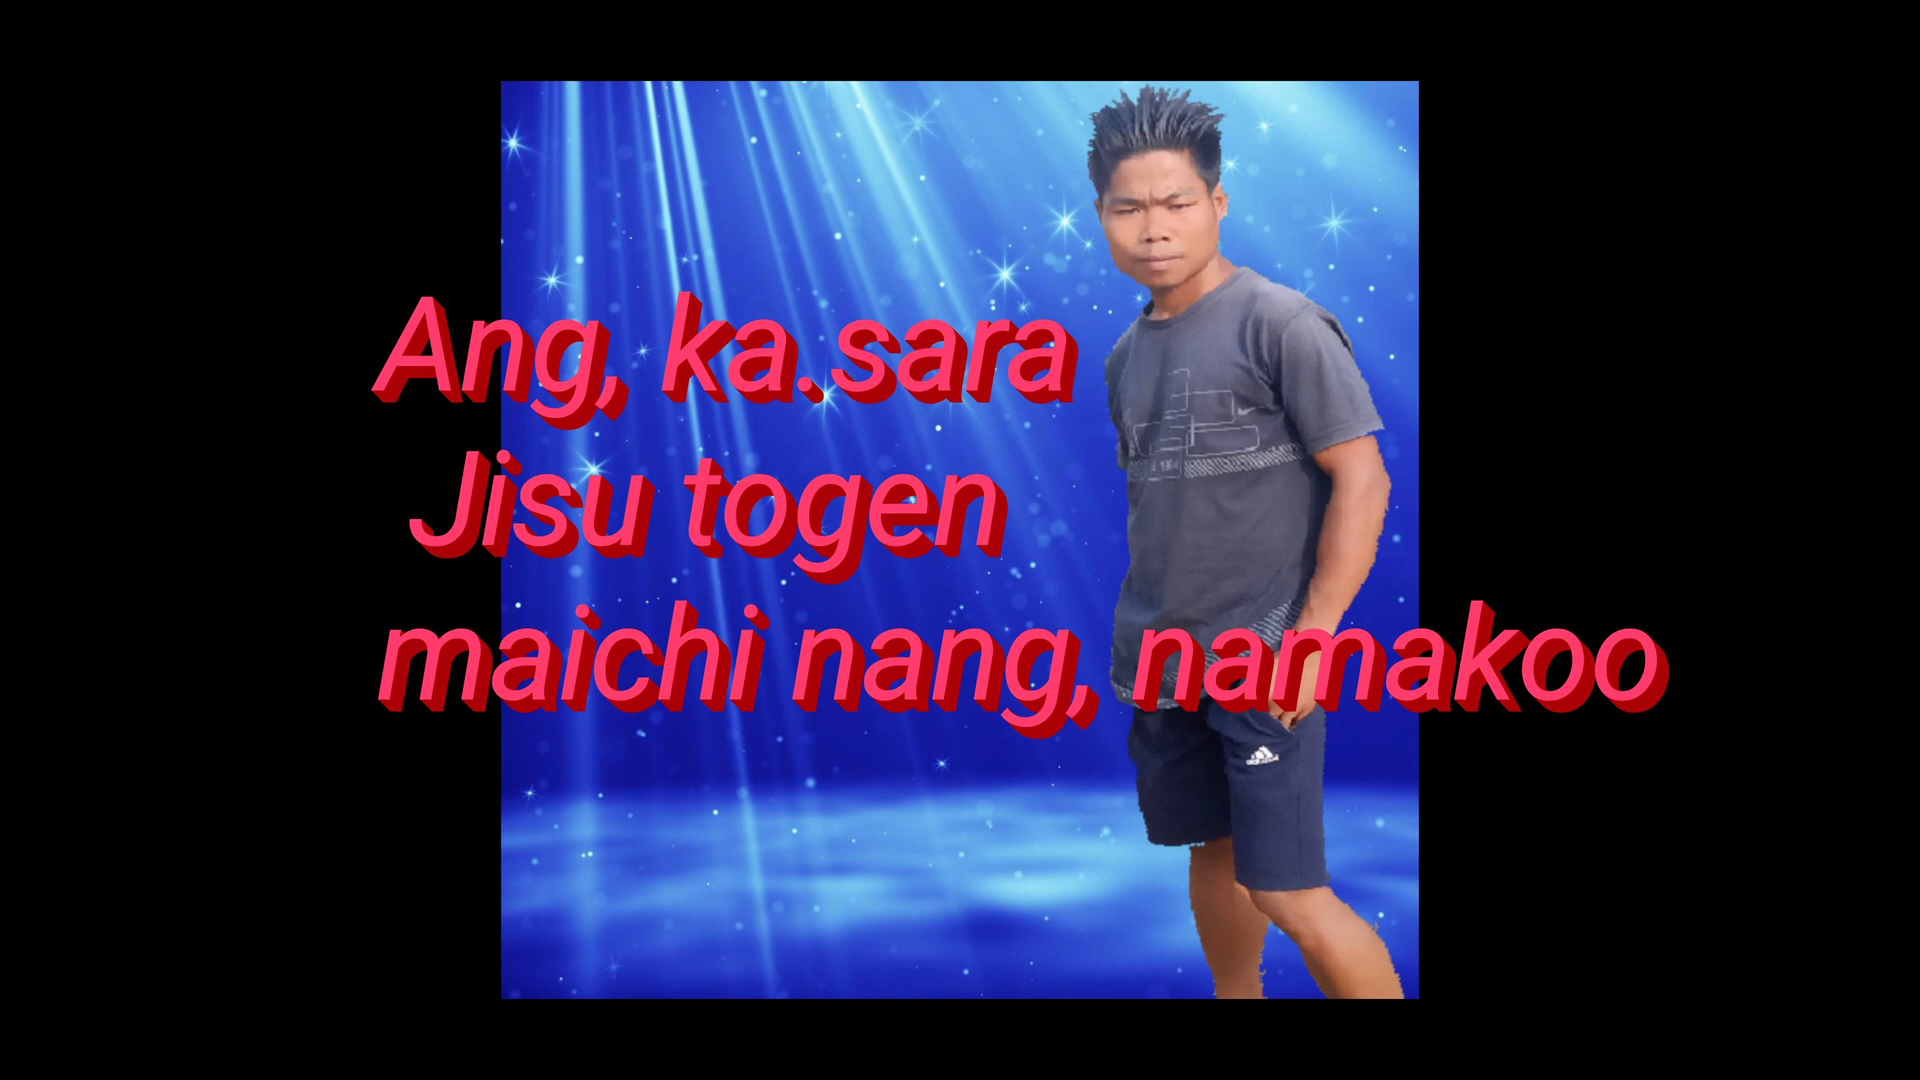 Ang, ka.sara
Jisu togen
maichi nang, namakoo